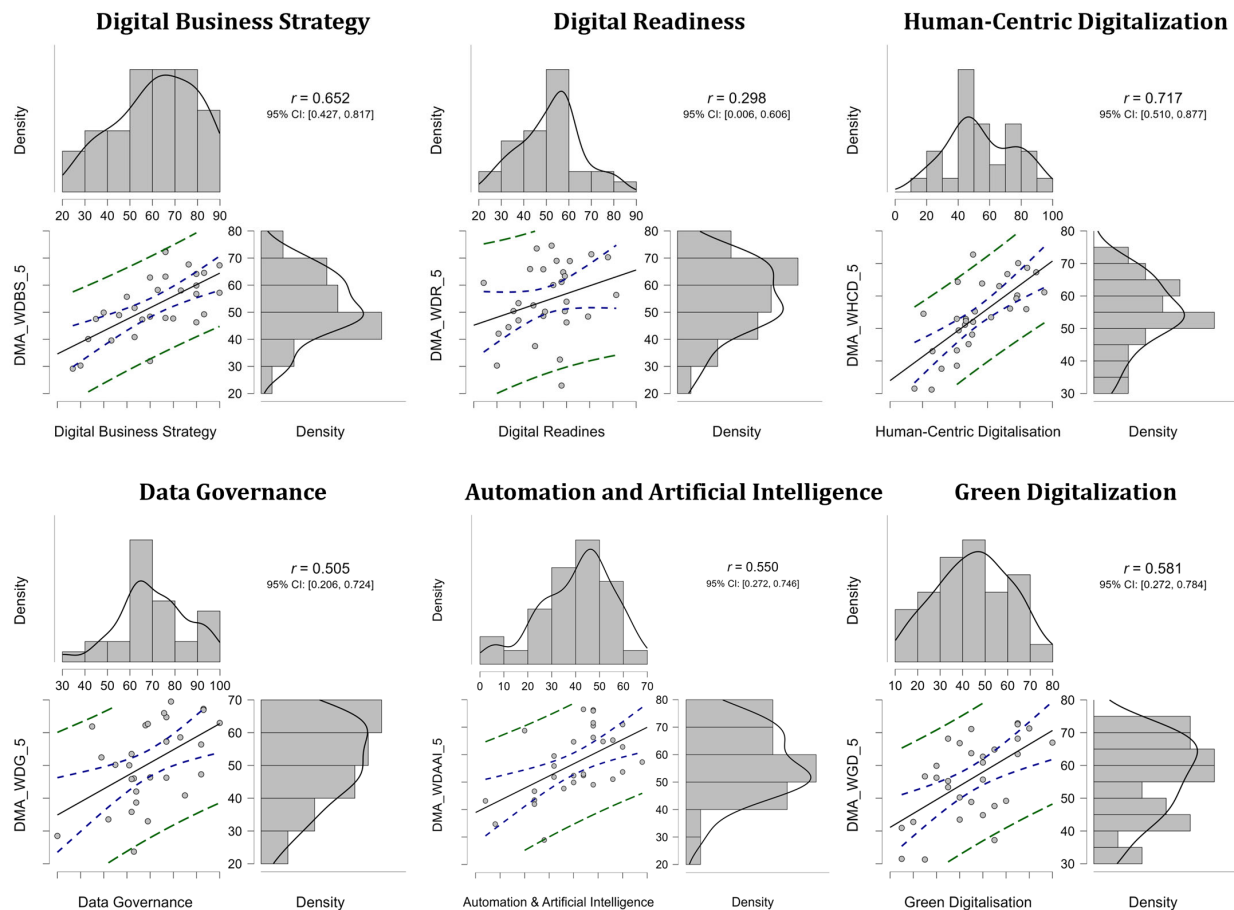 Digital Business Strategy
Digital Readiness
Human-Centric Digitalization
Density
r = 0.652
95% CI: [0.427, 0.817]
20 30 40 50 60 70 80 90
DMA_WDBS_5
80
70
60
50
40
30
20
Digital Business Strategy
Density
Density
r = 0.298
95% CI: [0.006, 0.606]
20 30 40 50 60 70 80 90
DMA_WDR_5
80
70
60
50
40
30
20
Digital Readines
Density
Density
r = 0.717
95% CI: [0.510, 0.877]
0 20 40 60 80 100
DMA_WHCD_5
80
70
60
50
40
30
Human-Centric Digitalisation
Density
Data Governance
Automation and Artificial Intelligence
Green Digitalization
Density
r = 0.505
95% CI: [0.206, 0.724]
30 40 50 60 70 80 90 100
DMA_WDG_5
70
60
50
40
30
20
Data Governance
Density
Density
r = 0.550
95% CI: [0.272, 0.746]
0 10 20 30 40 50 60 70
DMA_WDAAI_5
80
70
60
50
40
30
20
Automation & Artificial Intelligence
Density
Density
r = 0.581
95% CI: [0.272, 0.784]
10 20 30 40 50 60 70 80
DMA_WGD_5
80
70
60
50
40
30
Green Digitalisation
Density